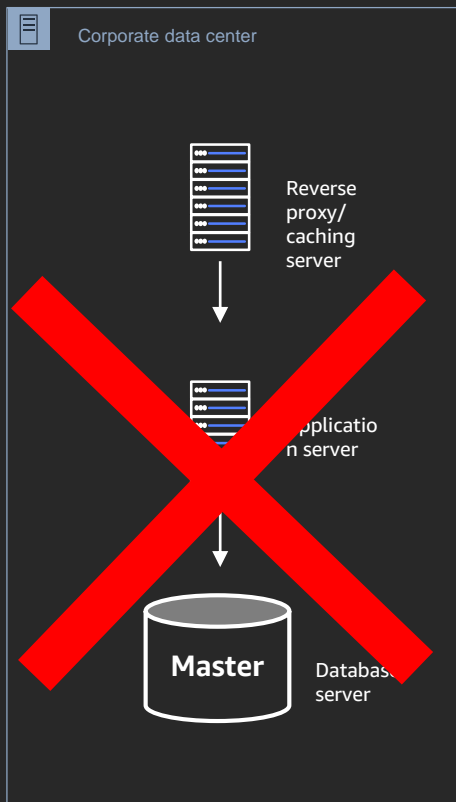 Corporate data center
Reverse
proxy/
caching
server
pplicatio
n server
Master
Databas
server